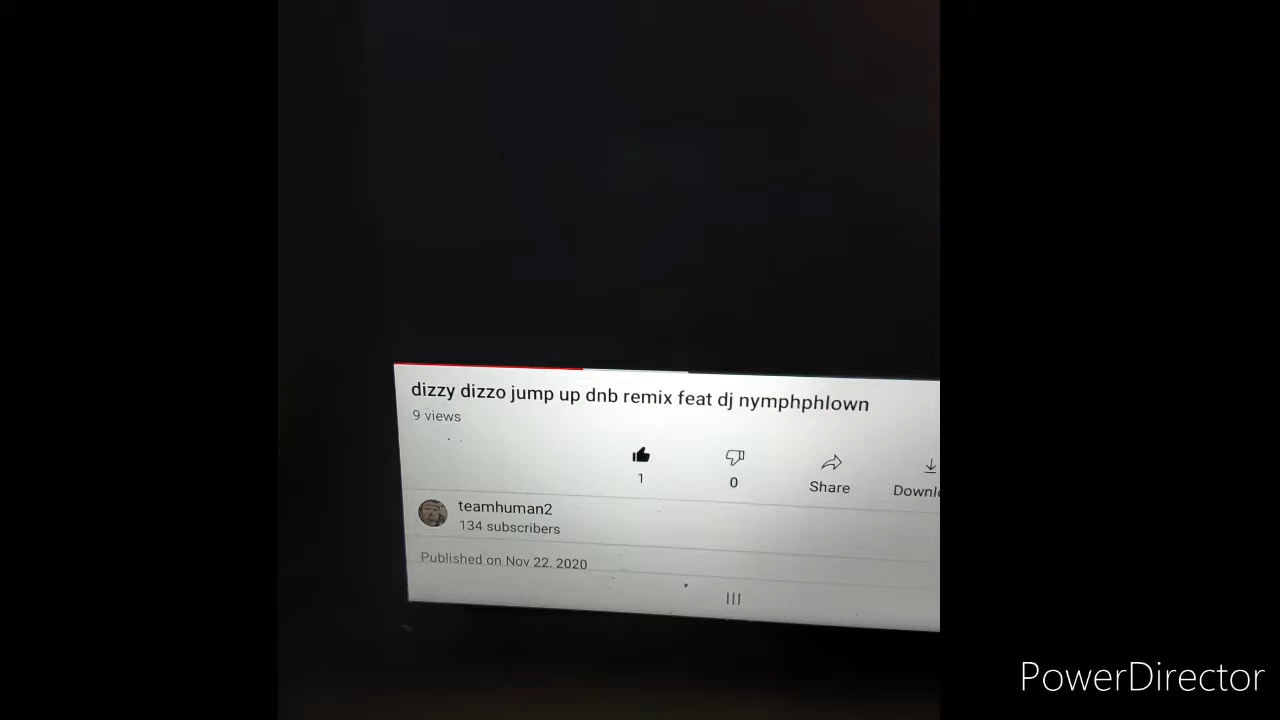 dizzy dizzo jump up dnb remix feat dj nymphphlown
9 views
1
0
Share
Downl
teamhuman2
134 subscribers
Published on Nov 22, 2020
PowerDirector